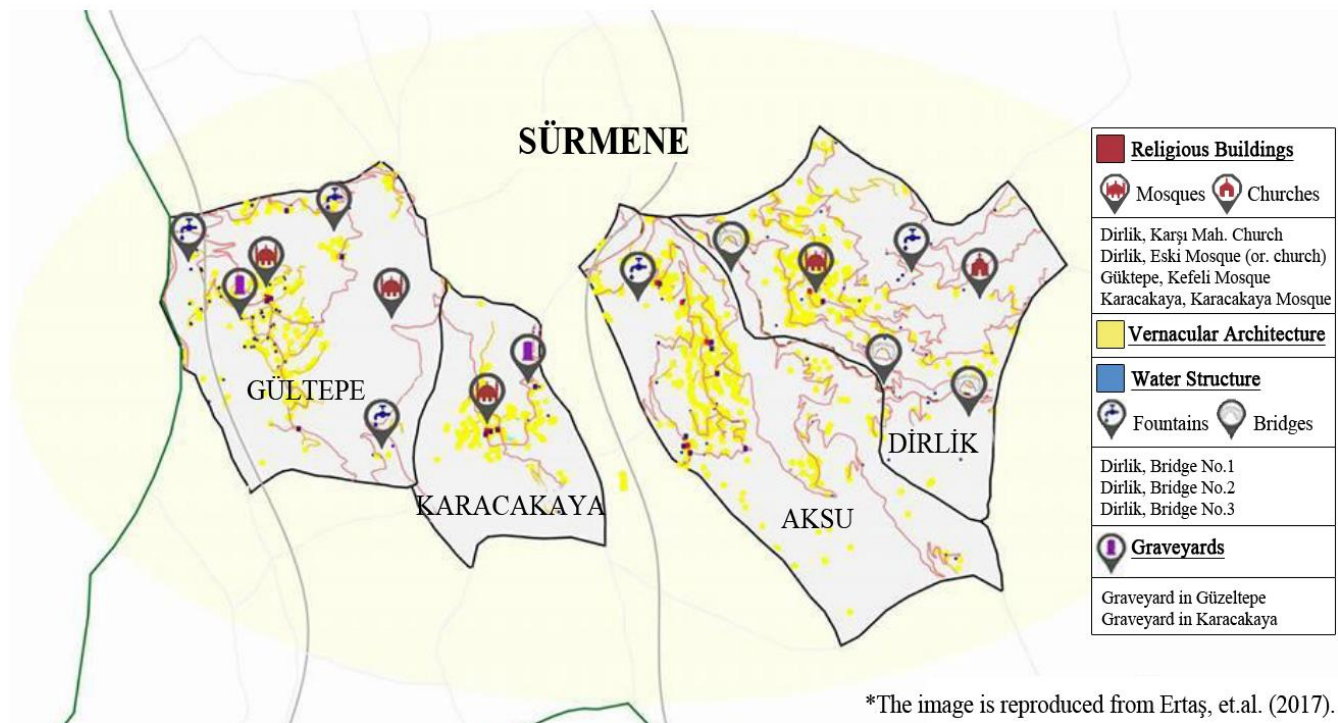 SÜRMENE
GÜLTEPE
KARACAKAYA
AKSU
DİRLİK
Religious Buildings
Mosques Churches
Dirlik, Karşı Mah. Church
Dirlik, Eski Mosque (or. church)
Güktepe, Kefeli Mosque
Karacakaya, Karacakaya Mosque
Vernacular Architecture
Water Structure
Fountains Bridges
Dirlik, Bridge No.1
Dirlik, Bridge No.2
Dirlik, Bridge No.3
Graveyards
Graveyard in Güzeltepe
Graveyard in Karacakaya
*The image is reproduced from Ertaş, et.al. (2017).